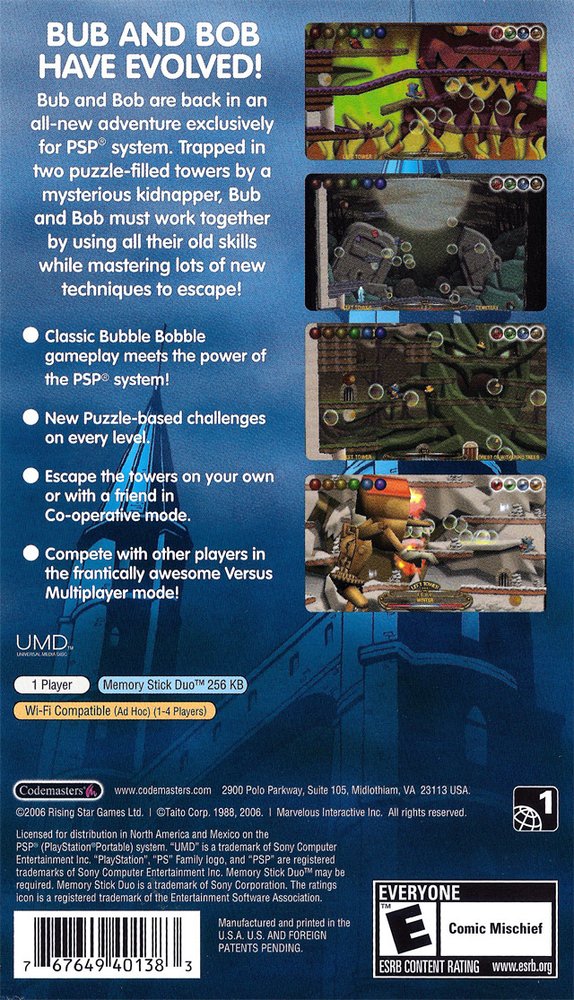 BUB AND BOB
HAVE EVOLVED!
Bub and Bob are back in an
all-new adventure exclusively
for PSP® system. Trapped in
two puzzle-filled towers by a
mysterious kidnapper, Bub
and Bob must work together
by using all their old skills
while mastering lots of new
techniques to escape!
Classic Bubble Bobble
gameplay meets the power of
the PSP® system!
New Puzzle-based challenges
on every level.
Escape the towers on your own
or with a friend in
Co-operative mode.
Compete with other players in
the frantically awesome Versus
Multiplayer mode!
LEFT TOWER
CEMETERY
LEFT TOWER
LEFT TOWER
WINTER
UMD™
UNIVERSAL MEDIA DISC
1 Player
Memory Stick Duo™ 256 KB
Wi-Fi Compatible (Ad Hoc) (1-4 Players)
Codemasters
www.codemasters.com 2900 Polo Parkway, Suite 105, Midlothiam, VA 23113 USA.
©2006 Rising Star Games Ltd. | ©Taito Corp. 1988, 2006. | Marvelous Interactive Inc. All rights reserved.
1
Licensed for distribution in North America and Mexico on the
PSP® (PlayStation®Portable) system. "UMD" is a trademark of Sony Computer
Entertainment Inc. "PlayStation", "PS" Family logo, and "PSP" are registered
trademarks of Sony Computer Entertainment Inc. Memory Stick Duo™ may be
required. Memory Stick Duo is a trademark of Sony Corporation. The ratings
icon is a registered trademark of the Entertainment Software Association.
Manufactured and printed in the
U.S.A. U.S. AND FOREIGN
PATENTS PENDING.
7 67649 40138 3
EVERYONE
E™
Comic Mischief
ESRB CONTENT RATING www.esrb.org